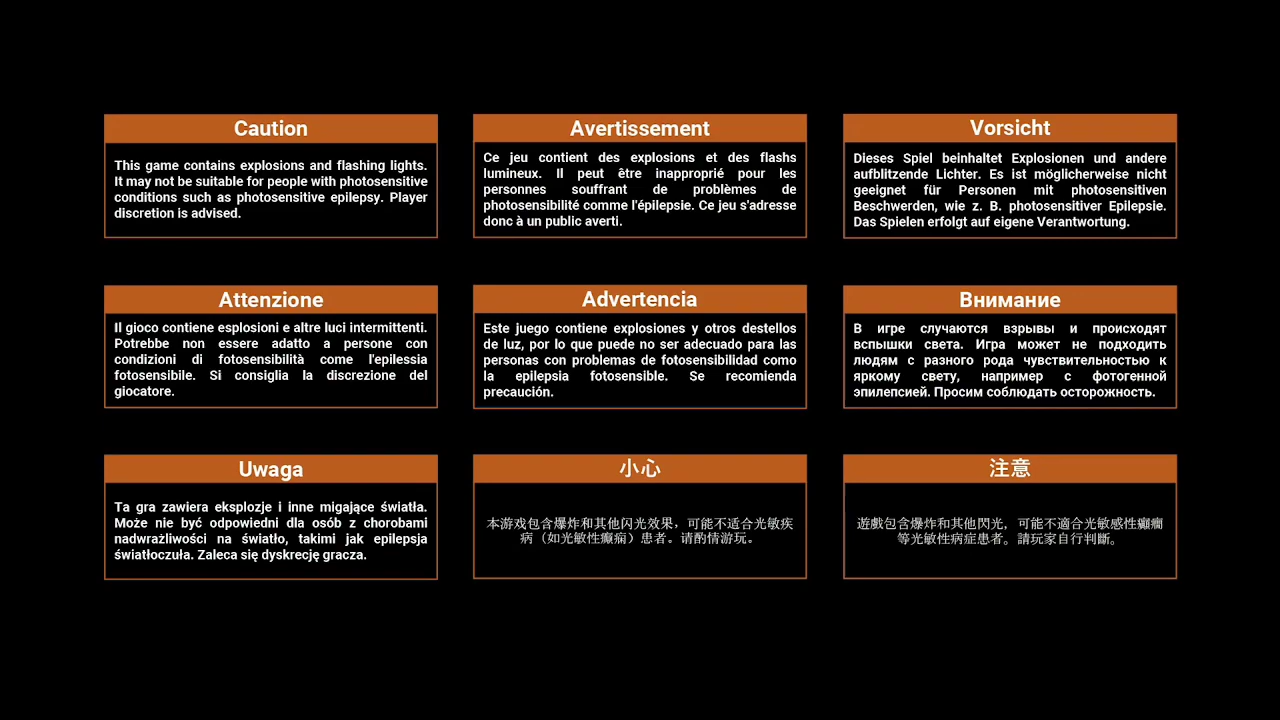 Caution
This game contains explosions and flashing lights.
It may not be suitable for people with photosensitive
conditions such as photosensitive epilepsy. Player
discretion is advised.
Avertissement
Ce jeu contient des explosions et des flashs
lumineux. Il peut être inapproprié pour les
personnes souffrant de problèmes de
photosensibilité comme l'épilepsie. Ce jeu s'adresse
donc à un public averti.
Vorsicht
Dieses Spiel beinhaltet Explosionen und andere
aufblitzende Lichter. Es ist möglicherweise nicht
geeignet für Personen mit photosensitiven
Beschwerden, wie z. B. photosensitiver Epilepsie.
Das Spielen erfolgt auf eigene Verantwortung.
Attenzione
Il gioco contiene esplosioni e altre luci intermittenti.
Potrebbe non essere adatto a persone con
condizioni di fotosensibilità come l'epilessia
fotosensibile. Si consiglia la discrezione del
giocatore.
Advertencia
Este juego contiene explosiones y otros destellos
de luz, por lo que puede no ser adecuado para las
personas con problemas de fotosensibilidad como
la epilepsia fotosensible. Se recomienda
precaución.
Внимание
В игре случаются взрывы и происходят
вспышки света. Игра может не подходить
людям с разного рода чувствительностью к
яркому свету, например с фотогенной
эпилепсией. Просим соблюдать осторожность.
Uwaga
Ta gra zawiera eksplozje i inne migające światła.
Może nie być odpowiedni dla osób z chorobami
nadwrażliwości na światło, takimi jak epilepsja
światłoczuła. Zaleca się dyskrecję gracza.
小心
本游戏包含爆炸和其他闪光效果，可能不适合光敏疾
病（如光敏性癫痫）患者。请酌情游玩。
注意
遊戲包含爆炸和其他閃光，可能不適合光敏感性癲癇
等光敏性病症患者。請玩家自行判斷。